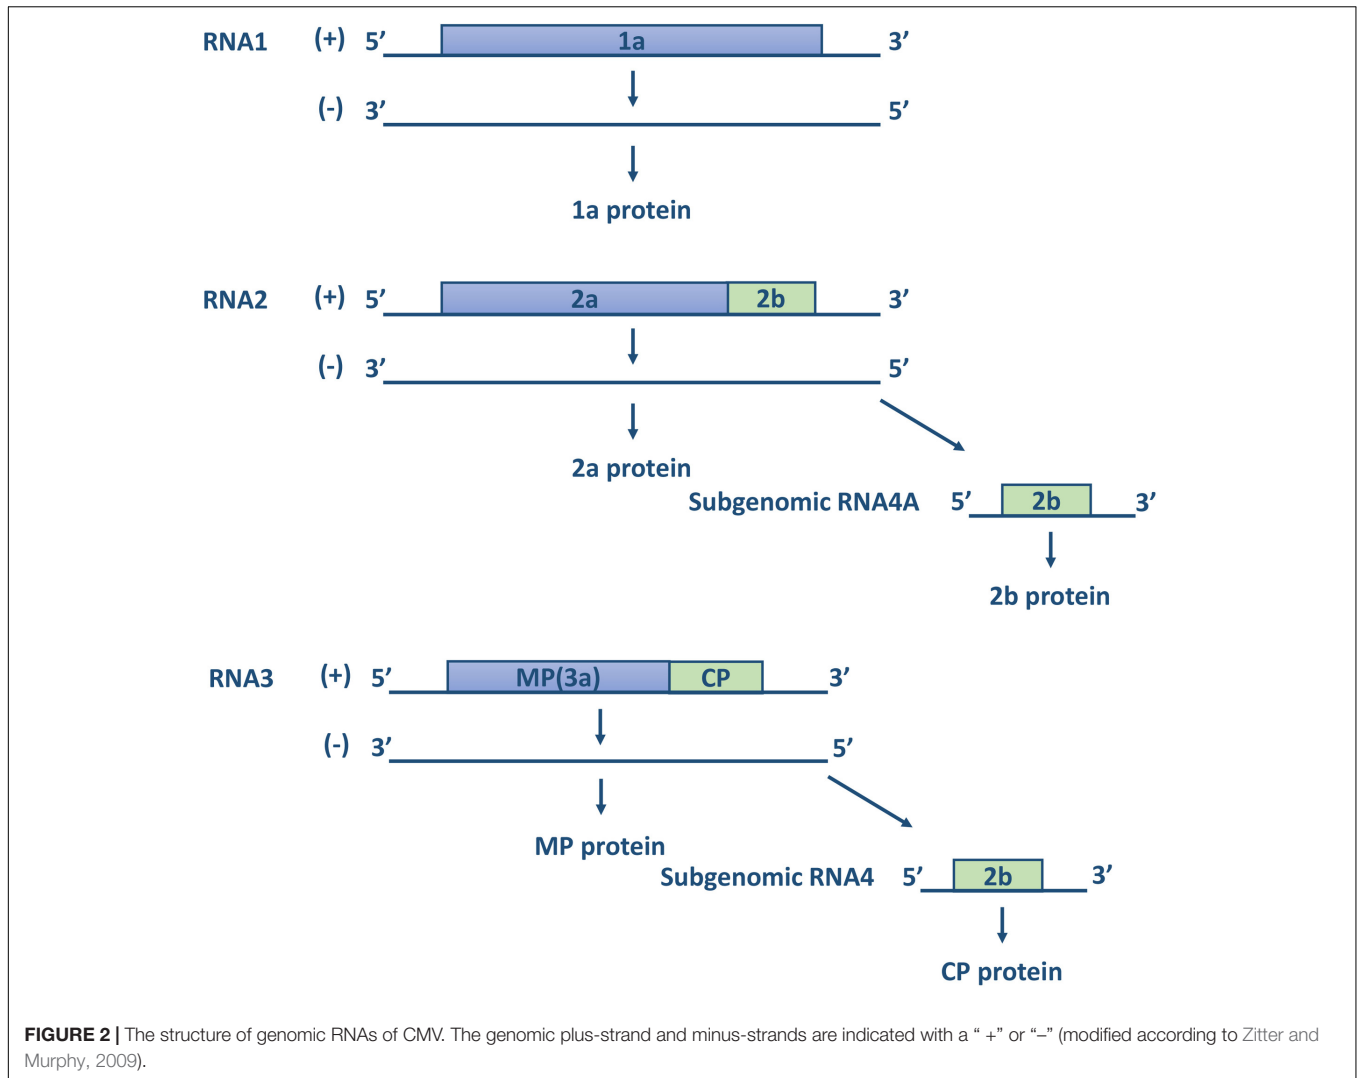 RNA1 (+) 5’ 1a 3’
(-) 3’ 5’
1a protein
RNA2 (+) 5’ 2a 2b 3’
(-) 3’ 5’
2a protein
Subgenomic RNA4A 5’ 2b 3’
2b protein
RNA3 (+) 5’ MP(3a) CP 3’
(-) 3’ 5’
MP protein
Subgenomic RNA4 5’ 2b 3’
CP protein
FIGURE 2 | The structure of genomic RNAs of CMV. The genomic plus-strand and minus-strands are indicated with a “ +” or “–” (modified according to Zitter and
Murphy, 2009).